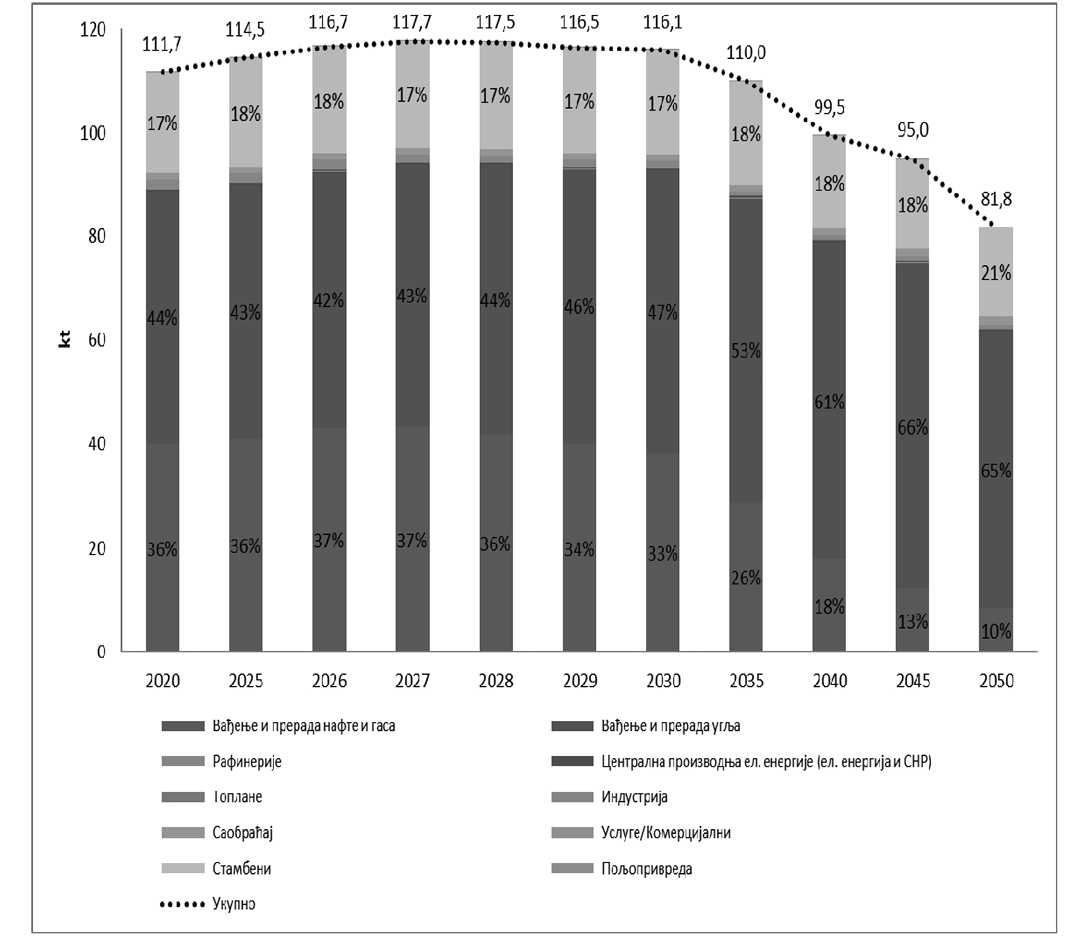 111,7 114,5 116,7 117,7 117,5 116,5 116,1 110,0 99,5 95,0 81,8
120
100
80
60
40
20
0
kt
17% 18% 18% 17% 17% 17% 17% 18% 18% 18% 21%
44% 43% 42% 43% 44% 46% 47% 53% 61% 66% 65%
36% 36% 37% 37% 36% 34% 33% 26% 18% 13% 10%
2020 2025 2026 2027 2028 2029 2030 2035 2040 2045 2050
Вађење и прерада нафте и гаса
Вађење и прерада угља
Рафинерије
Централна производња ел. енергије (ел. енергија и CHP)
Топлане
Индустрија
Саобраћај
Услуге/Комерцијални
Стамбени
Пољопривреда
Укупно